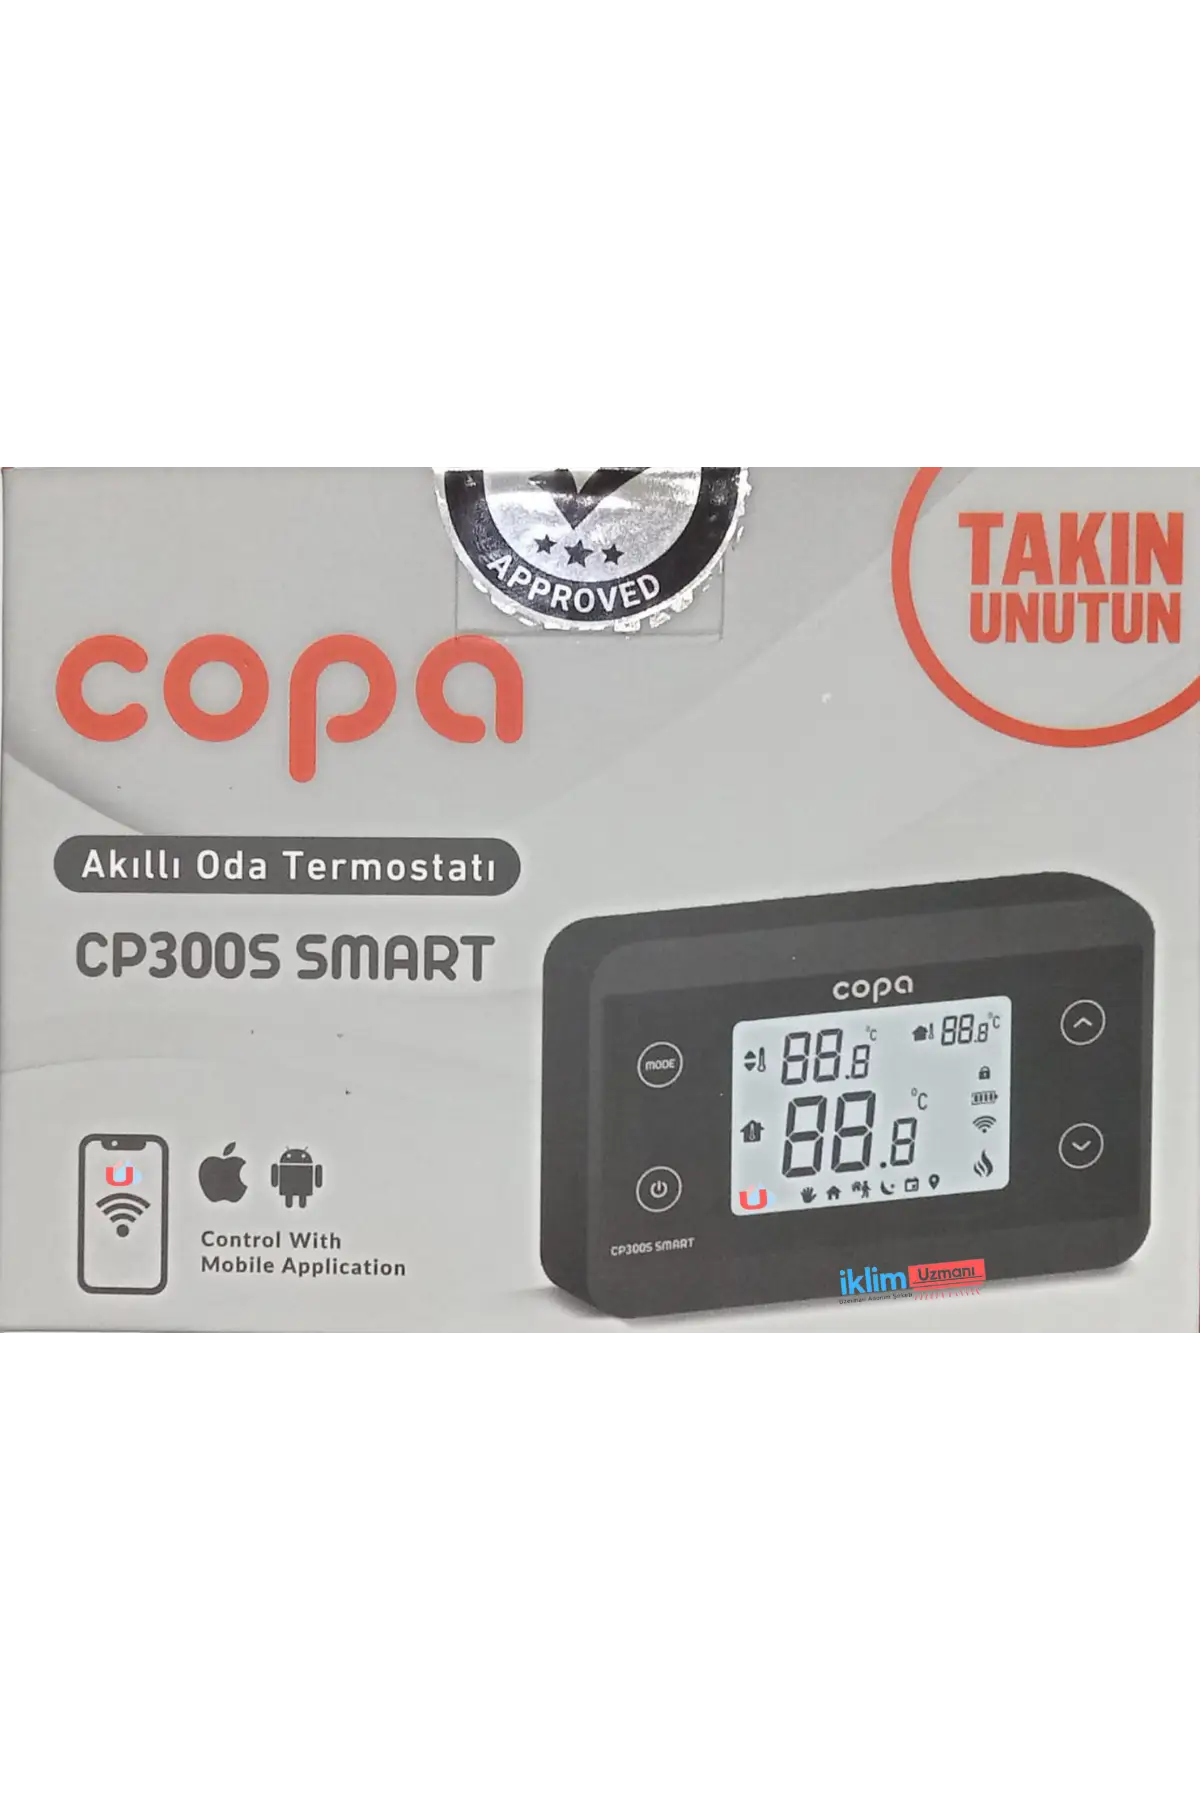 APPROVED
TAKIN
UNUTUN
copa
Akıllı Oda Termostatı
CP300S SMART
copa
MODE
88.8 °C
88.8 °C
88.8 °C
CP300S SMART
Control With
Mobile Application
iklim Uzmanı